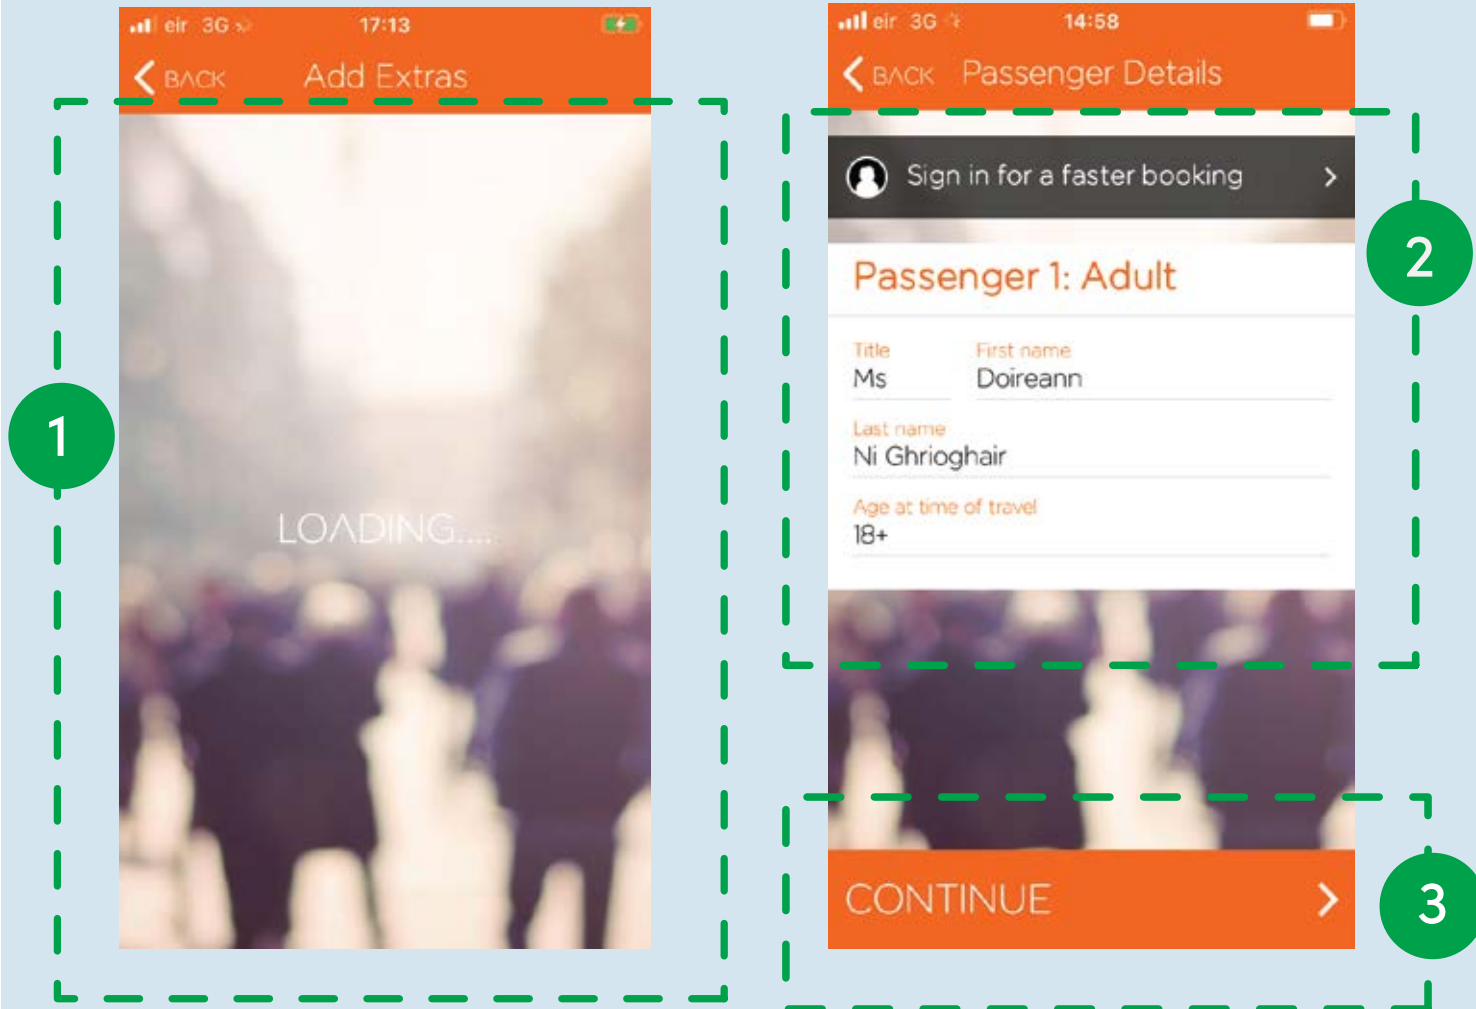 eir 3G 17:13
BACK Add Extras
LOADING....
1
eir 3G 14:58
BACK Passenger Details
Sign in for a faster booking
Passenger 1: Adult
Title First name
Ms Doireann
Last name
Ni Ghrioghair
Age at time of travel
18+
2
CONTINUE
3